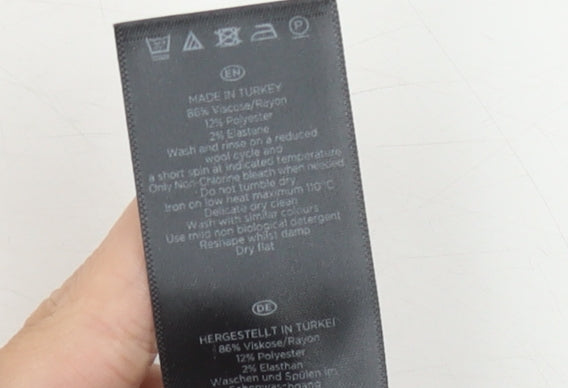 EN
MADE IN TURKEY
86% Viscose/Rayon
12% Polyester
2% Elastane
Wash and rinse on a reduced
wool cycle and
a short spin at indicated temperature
Only Non-Chlorine bleach when needed
Do not tumble dry
Iron on low heat maximum 110°C
Delicate dry clean
Wash with similar colours
Use mild non biological detergent
Reshape whilst damp
Dry flat
DE
HERGESTELLT IN TÜRKEI
86% Viskose/Rayon
12% Polyester
2% Elasthan
Waschen und Spülen im